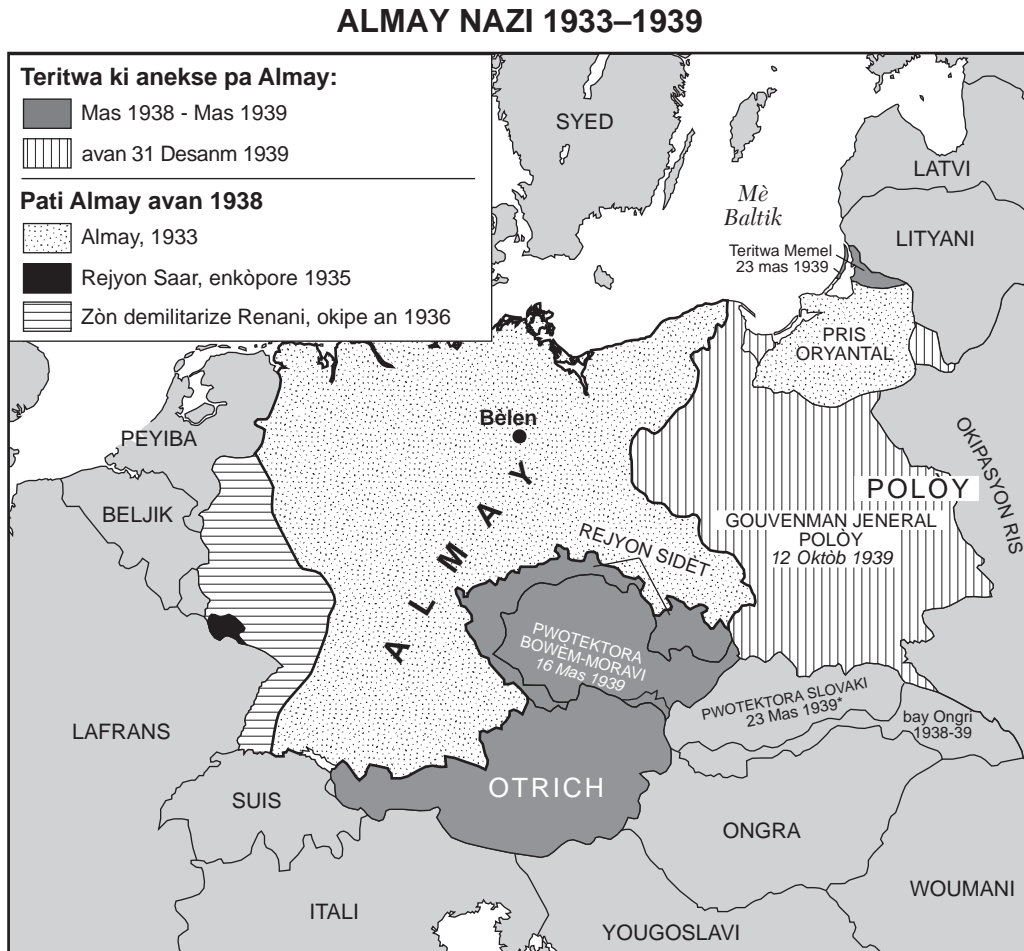 ALMAY NAZI 1933–1939
Teritwa ki anekse pa Almay:
Mas 1938 - Mas 1939
avan 31 Desanm 1939
Pati Almay avan 1938
Almay, 1933
Rejyon Saar, enkòpore 1935
Zòn demilitarize Renani, okipe an 1936
SYED
LATVI
Mè
Baltik
LITYANI
Teritwa Memel
23 mas 1939
PRIS
ORYANTAL
Bèlen
PEYIBA
OKIPASYON RIS
POLÒY
BELJIK
GOUVENMAN JENERAL
POLÒY
12 Oktòb 1939
ALMAY
REJYON SIDÈT
PWOTEKTORA
BOWÈM-MORAVI
16 Mas 1939
PWOTEKTORA SLOVAKI
23 Mas 1939*
bay Ongri
1938-39
LAFRANS
OTRICH
SUIS
ONGRA
WOUMANI
ITALI
YOUGOSLAVI